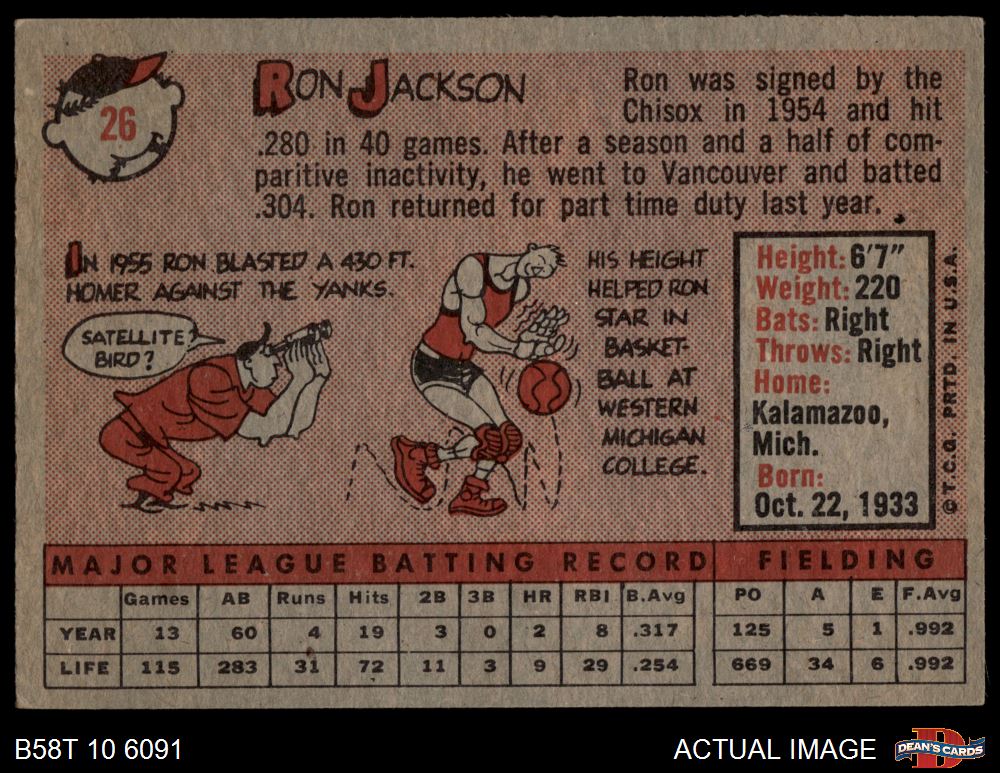 26
RON JACKSON
Ron was signed by the
Chisox in 1954 and hit
.280 in 40 games. After a season and a half of com-
paritive inactivity, he went to Vancouver and batted
.304. Ron returned for part time duty last year.
IN 1955 RON BLASTED A 430 FT.
HOMER AGAINST THE YANKS.
SATELLITE?
BIRD?
HIS HEIGHT
HELPED RON
STAR IN
BASKET-
BALL AT
WESTERN
MICHIGAN
COLLEGE.
Height: 6'7"
Weight: 220
Bats: Right
Throws: Right
Home:
Kalamazoo,
Mich.
Born:
Oct. 22, 1933
© T.C.G. PRTD. IN U.S.A.
MAJOR LEAGUE BATTING RECORD FIELDING
Games AB Runs Hits 2B 3B HR RBI B.Avg PO A E F.Avg
YEAR 13 60 4 19 3 0 2 8 .317 125 5 1 .992
LIFE 115 283 31 72 11 3 9 29 .254 669 34 6 .992
B58T 10 6091
ACTUAL IMAGE
DEAN'S CARDS